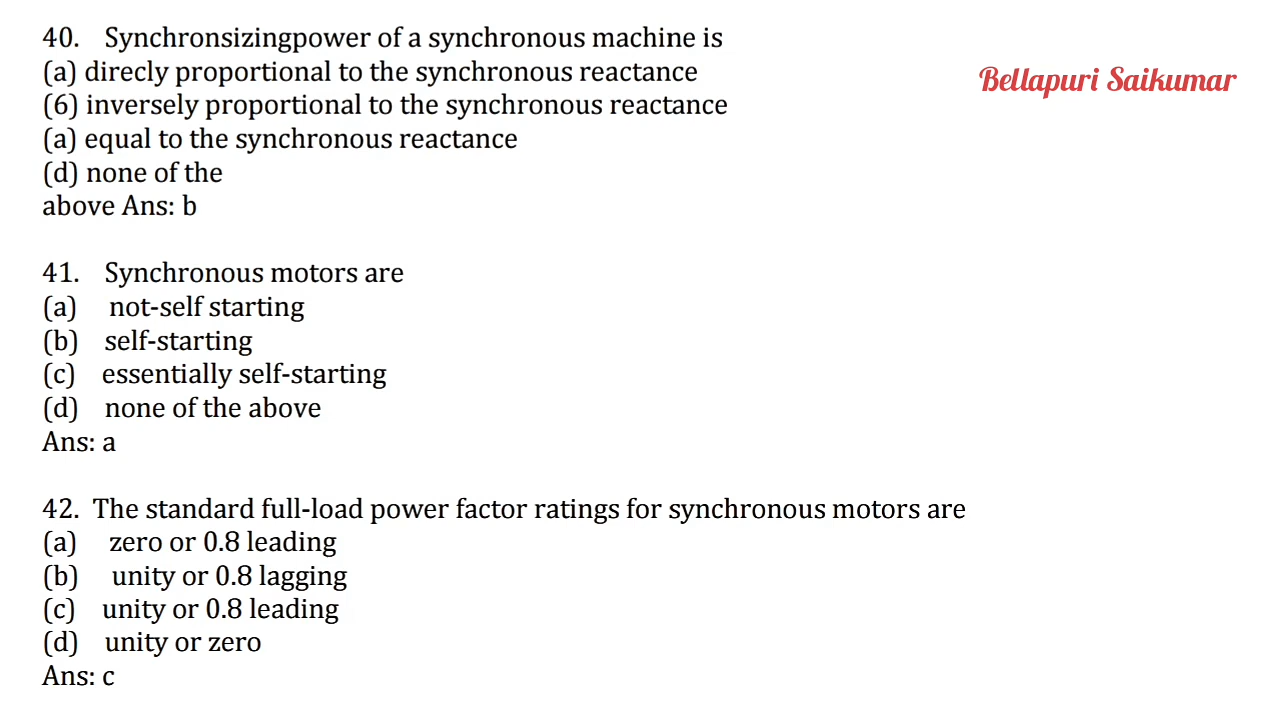 40. Synchronsizingpower of a synchronous machine is
(a) direcly proportional to the synchronous reactance
(6) inversely proportional to the synchronous reactance
(a) equal to the synchronous reactance
(d) none of the
above Ans: b
Bellapuri Saikumar
41. Synchronous motors are
(a) not-self starting
(b) self-starting
(c) essentially self-starting
(d) none of the above
Ans: a
42. The standard full-load power factor ratings for synchronous motors are
(a) zero or 0.8 leading
(b) unity or 0.8 lagging
(c) unity or 0.8 leading
(d) unity or zero
Ans: c